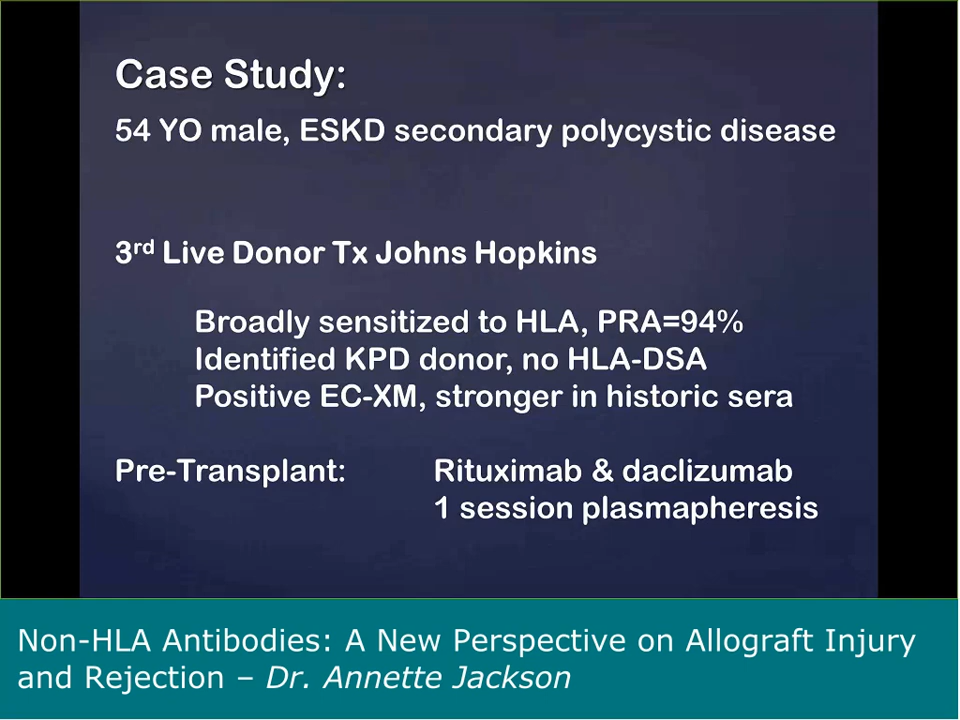 Case Study:
54 YO male, ESKD secondary polycystic disease
3rd Live Donor Tx Johns Hopkins
Broadly sensitized to HLA, PRA=94%
Identified KPD donor, no HLA-DSA
Positive EC-XM, stronger in historic sera
Pre-Transplant: Rituximab & daclizumab
1 session plasmapheresis
Non-HLA Antibodies: A New Perspective on Allograft Injury
and Rejection – Dr. Annette Jackson